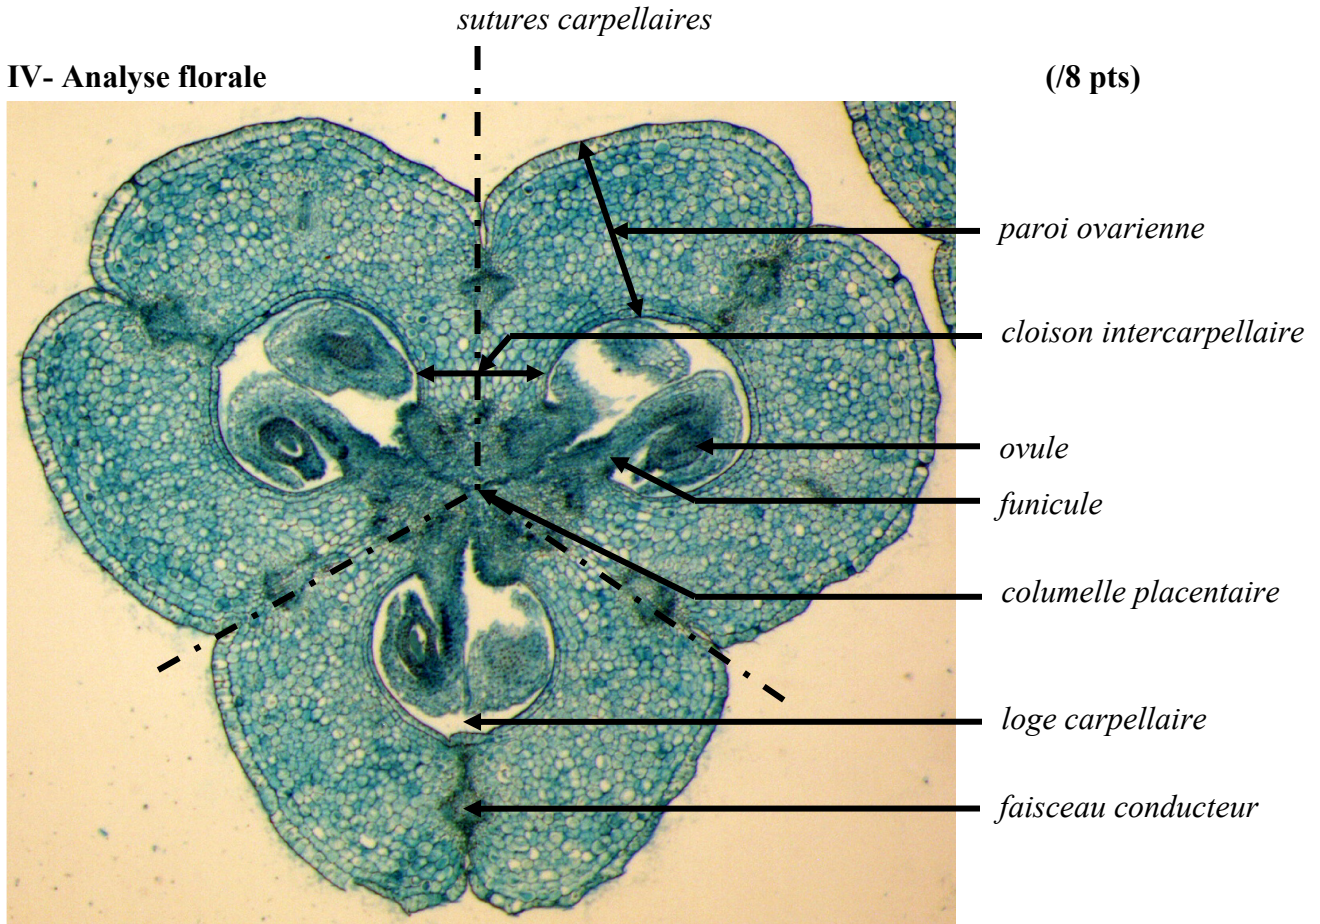 sutures carpellaires
IV- Analyse florale (/8 pts)
paroi ovarienne
cloison intercarpellaire
ovule
funicule
columelle placentaire
loge carpellaire
faisceau conducteur